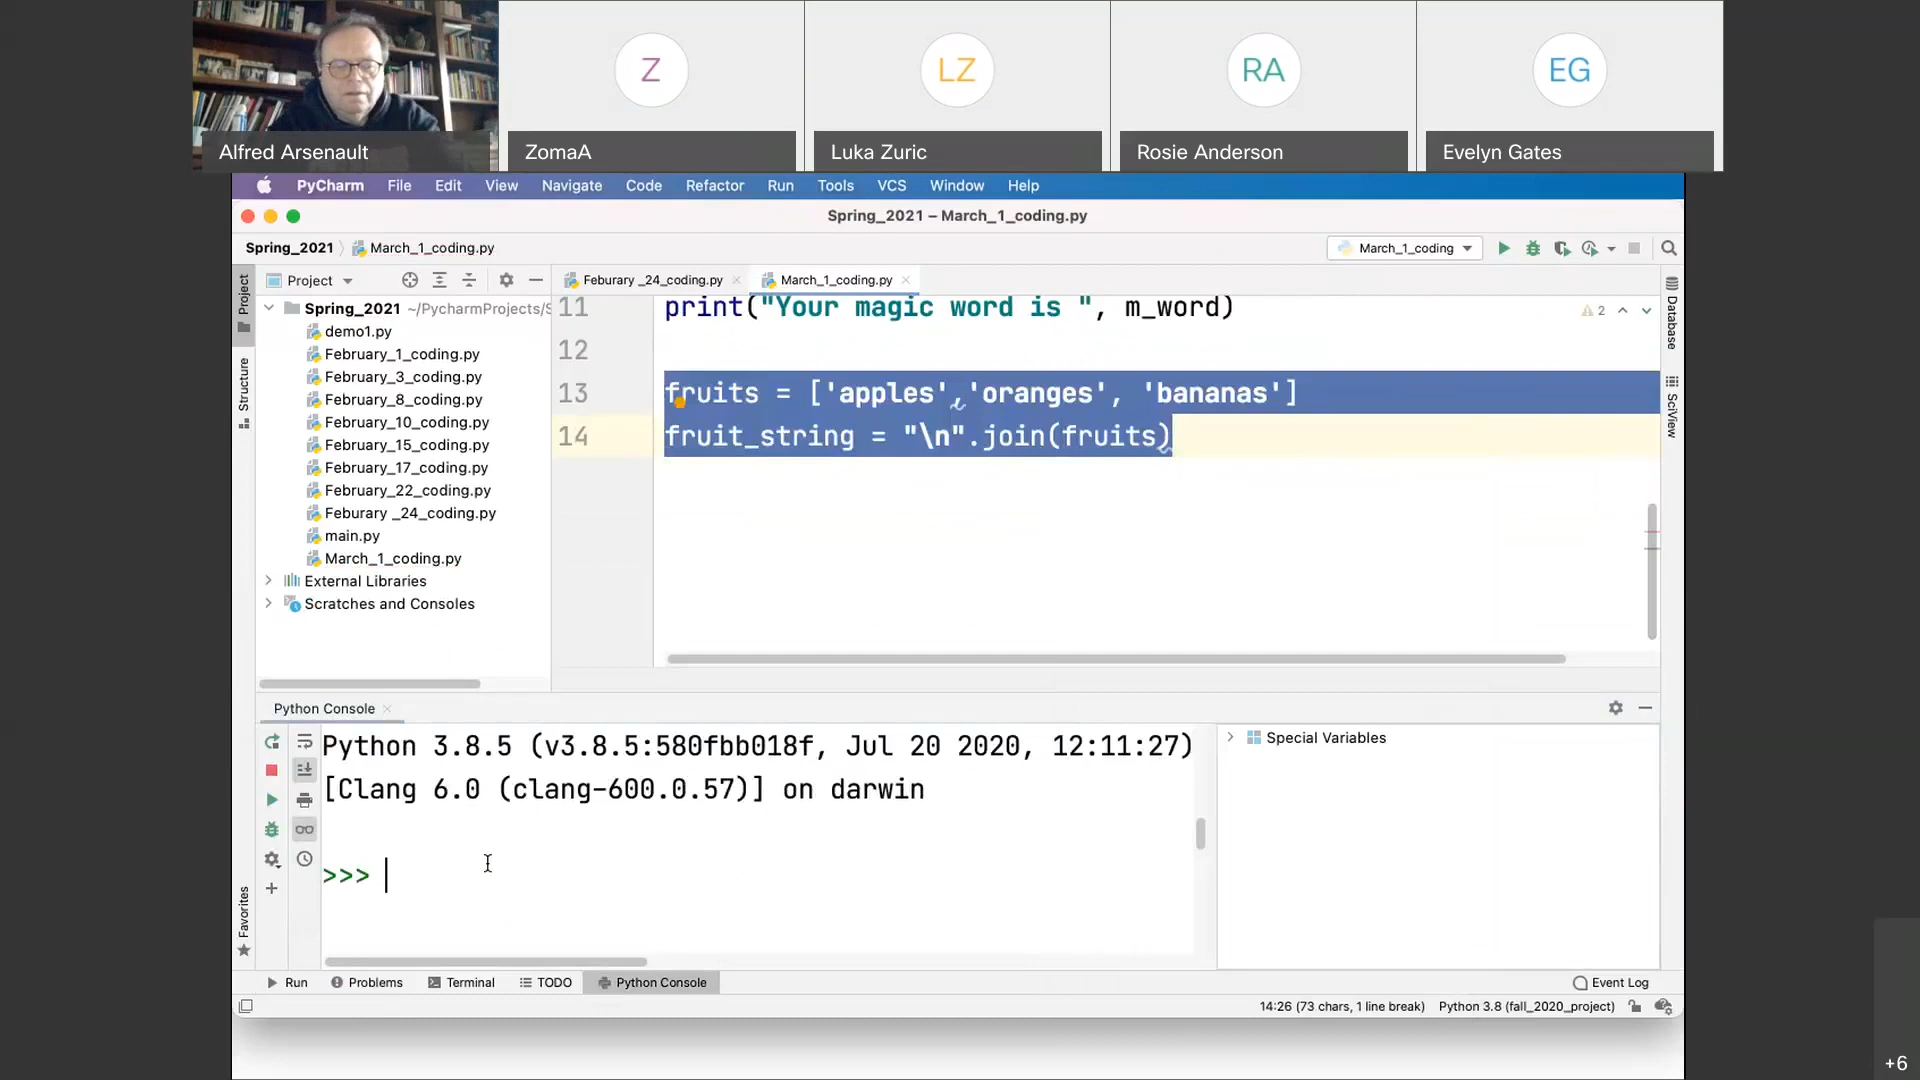 Z
LZ
RA
EG
Alfred Arsenault
ZomaA
Luka Zuric
Rosie Anderson
Evelyn Gates
PyCharm File Edit View Navigate Code Refactor Run Tools VCS Window Help
Spring_2021 – March_1_coding.py
Spring_2021 March_1_coding.py
March_1_coding
Project
Feburary _24_coding.py
March_1_coding.py
Project
Structure
Favorites
Spring_2021 ~/PycharmProjects/S
demo1.py
February_1_coding.py
February_3_coding.py
February_8_coding.py
February_10_coding.py
February_15_coding.py
February_17_coding.py
February_22_coding.py
Feburary _24_coding.py
main.py
March_1_coding.py
External Libraries
Scratches and Consoles
11 print("Your magic word is ", m_word)
12
13 fruits = ['apples','oranges', 'bananas']
14 fruit_string = "\n".join(fruits)
2
Database
SciView
Python Console
Python 3.8.5 (v3.8.5:580fbb018f, Jul 20 2020, 12:11:27)
[Clang 6.0 (clang-600.0.57)] on darwin
>>>
Special Variables
Run Problems Terminal TODO Python Console
Event Log
14:26 (73 chars, 1 line break) Python 3.8 (fall_2020_project)
+6